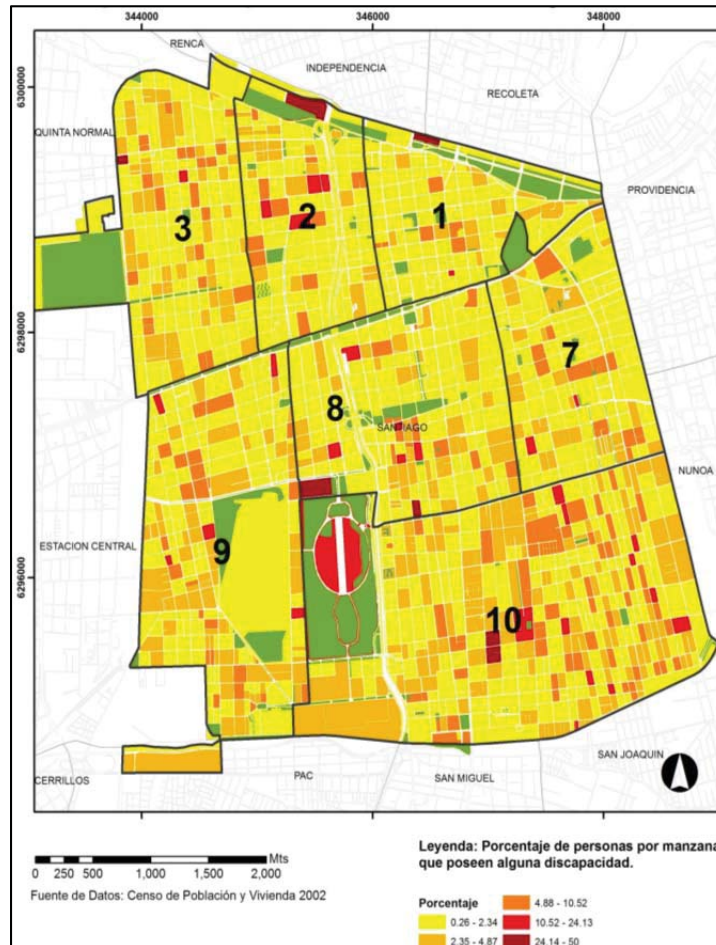 344000 346000 348000
RENCA
INDEPENDENCIA
6300000
RECOLETA
QUINTA NORMAL
PROVIDENCIA
3 2 1
6298000
7
8
SANTIAGO
NUNOA
ESTACION CENTRAL
9
6296000
10
SAN JOAQUIN
CERRILLOS PAC SAN MIGUEL
Mts
0 250 500 1,000 1,500 2,000
Fuente de Datos: Censo de Población y Vivienda 2002
Leyenda: Porcentaje de personas por manzana
que poseen alguna discapacidad.
Porcentaje
0.26 - 2.34
2.35 - 4.87
4.88 - 10.52
10.52 - 24.13
24.14 - 50